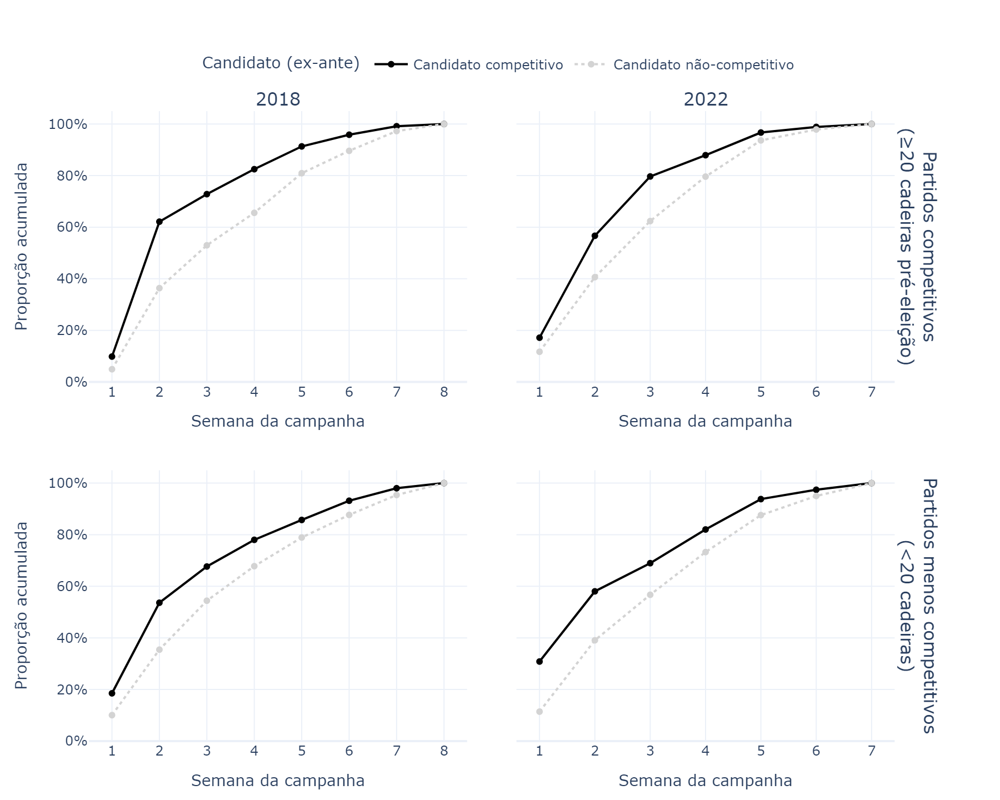 Candidato (ex-ante) Candidato competitivo Candidato não-competitivo
2018
2022
100%
80%
60%
40%
20%
0%
Proporção acumulada
1 2 3 4 5 6 7 8
Semana da campanha
1 2 3 4 5 6 7
Semana da campanha
Partidos competitivos
(≥20 cadeiras pré-eleição)
100%
80%
60%
40%
20%
0%
Proporção acumulada
1 2 3 4 5 6 7 8
Semana da campanha
1 2 3 4 5 6 7
Semana da campanha
Partidos menos competitivos
(<20 cadeiras)